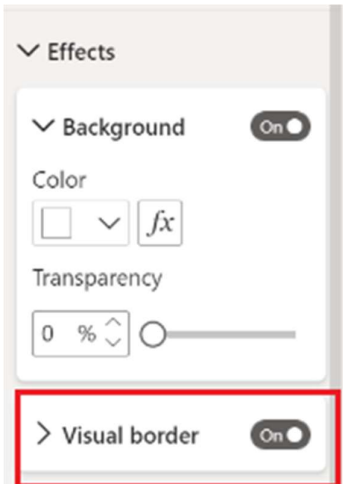 Effects
Background On
Color
fx
Transparency
0 %
Visual border On